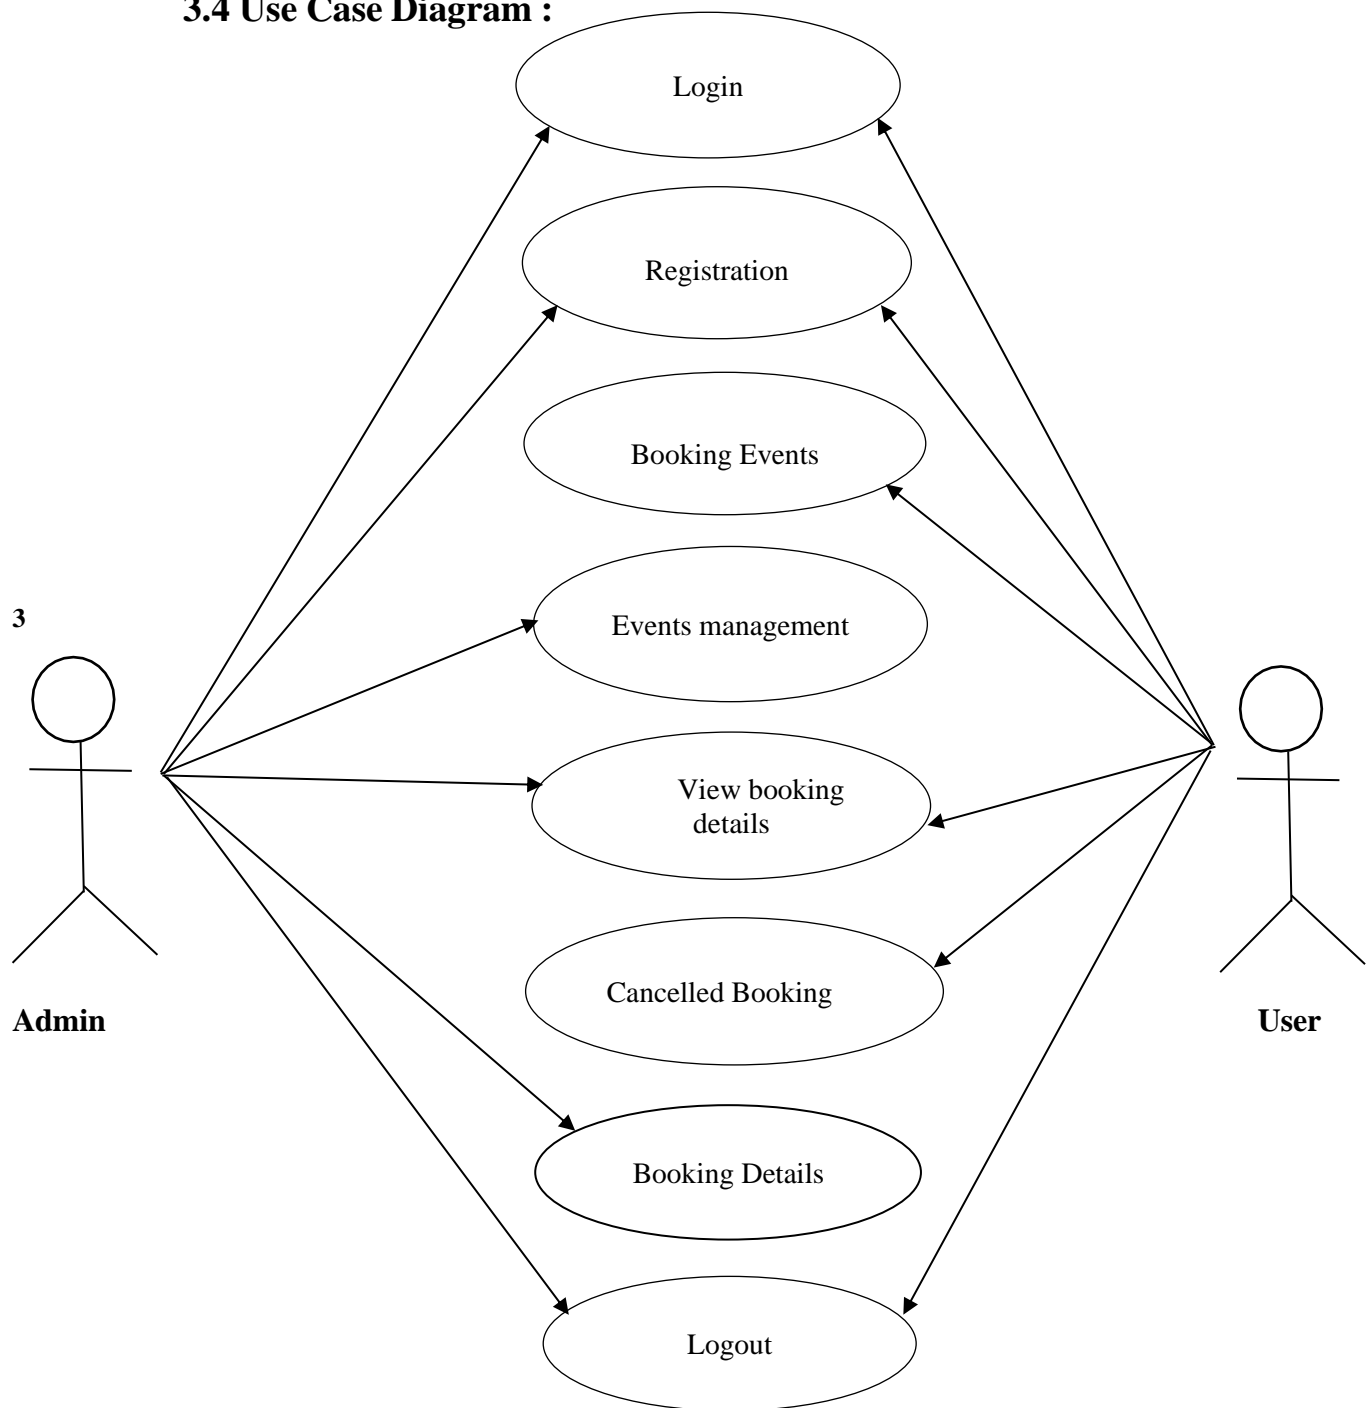 3.4 Use Case Diagram :
Login
Registration
Booking Events
Events management
3
View booking
details
Cancelled Booking
Admin
User
Booking Details
Logout